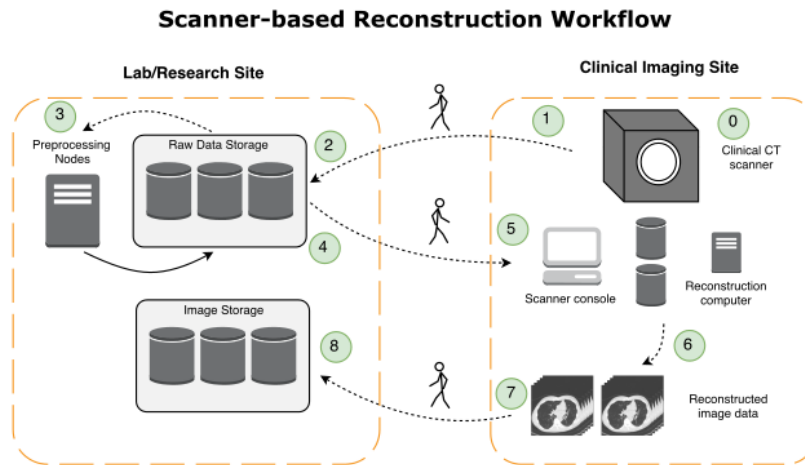 Scanner-based Reconstruction Workflow
Lab/Research Site
Clinical Imaging Site
3
Preprocessing
Nodes
Raw Data Storage
2
1
0
Clinical CT
scanner
4
5
Scanner console
Reconstruction
computer
Image Storage
8
6
7
Reconstructed
image data